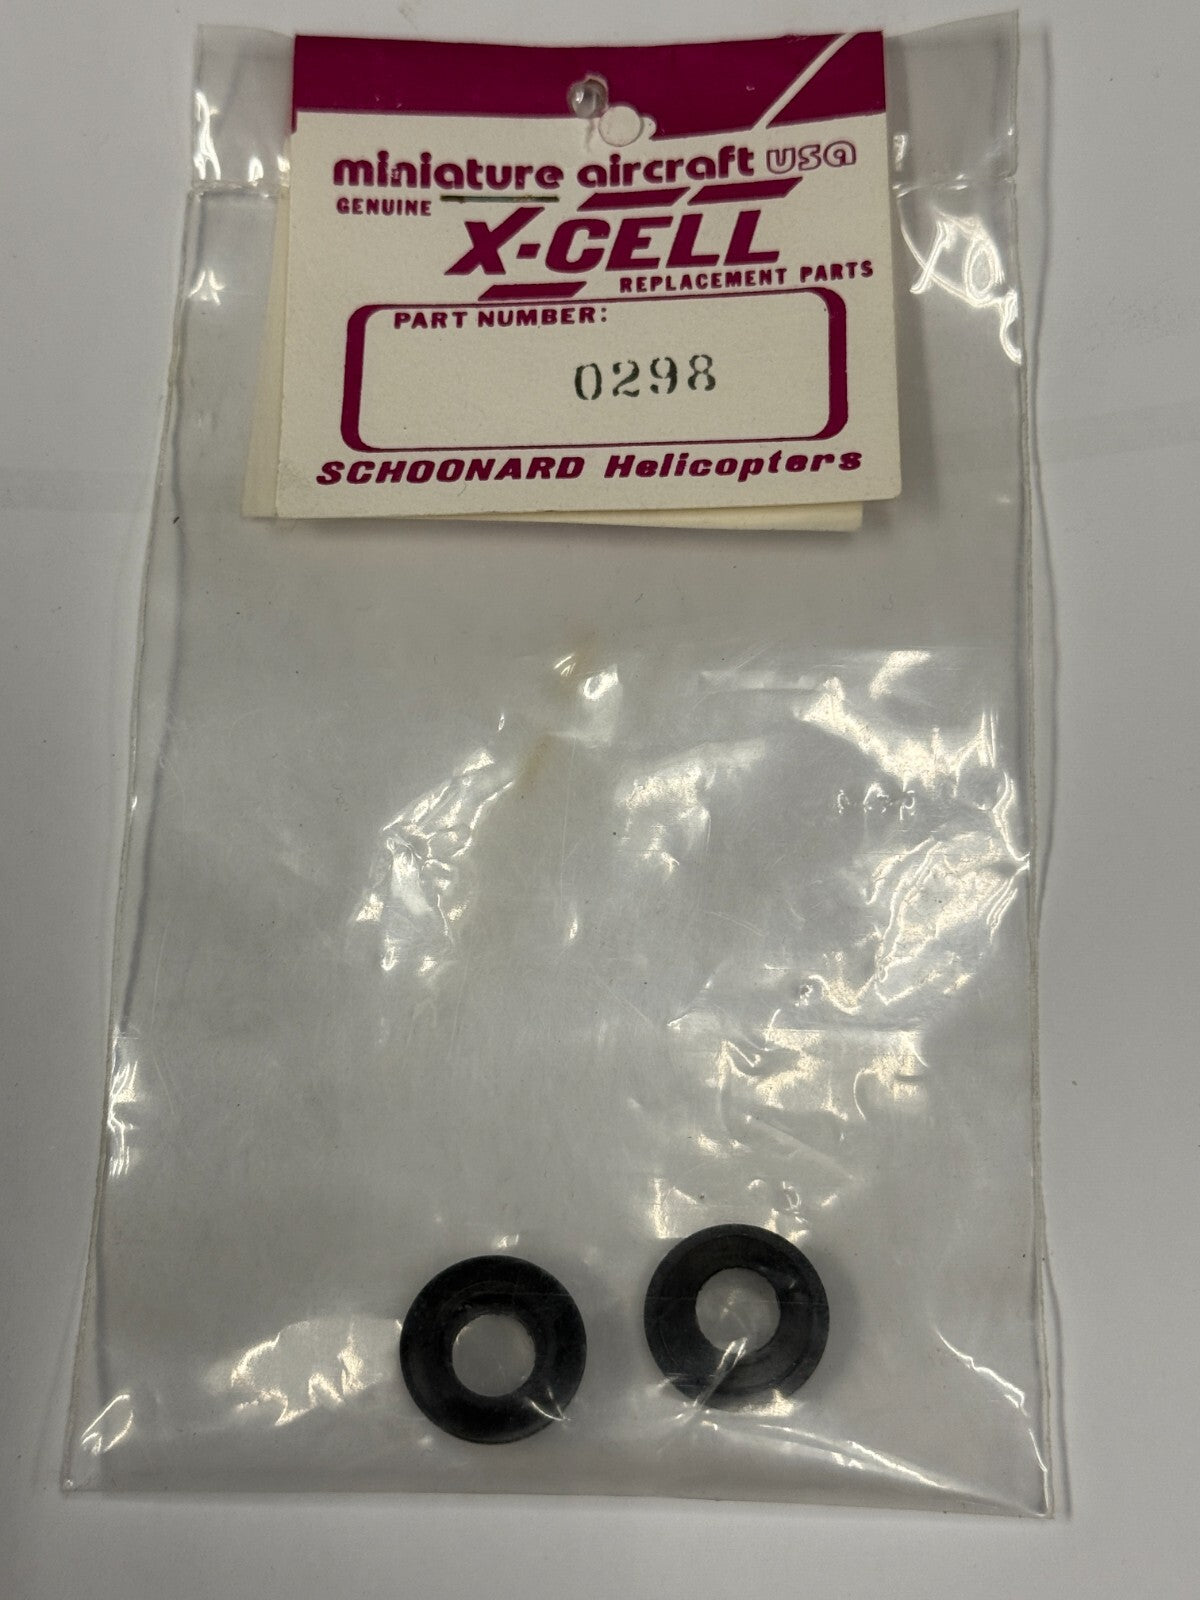 miniature aircraft usa
GENUINE
X-CELL
REPLACEMENT PARTS
PART NUMBER:
0298
SCHOONARD Helicopters